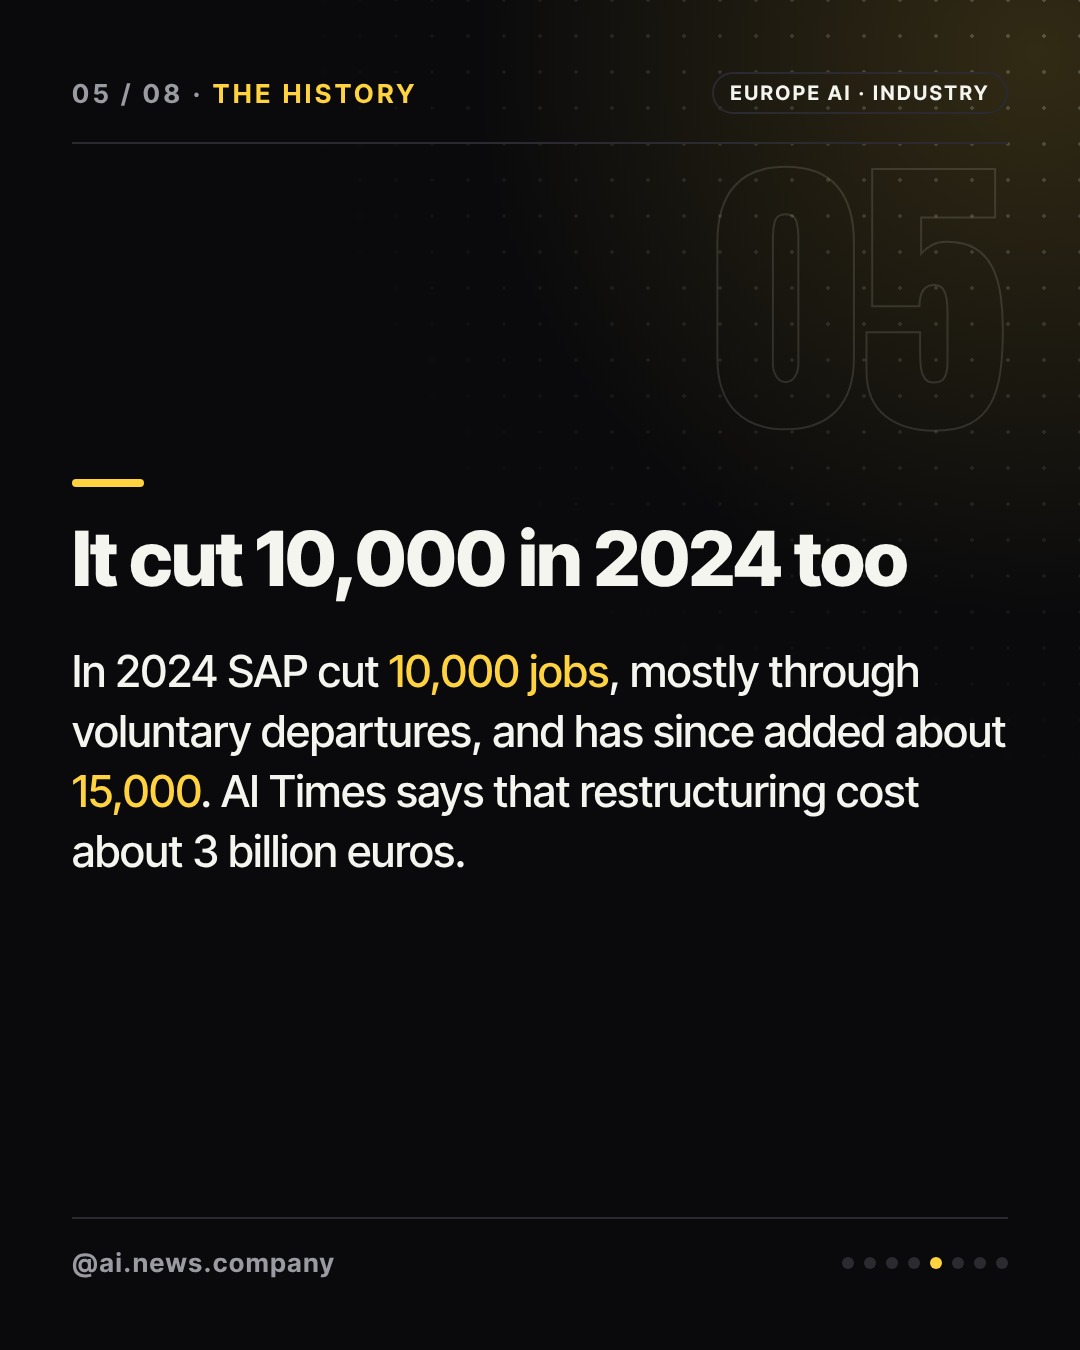 05 / 08 · THE HISTORY
EUROPE AI · INDUSTRY
05
It cut 10,000 in 2024 too
In 2024 SAP cut 10,000 jobs, mostly through
voluntary departures, and has since added about
15,000. AI Times says that restructuring cost
about 3 billion euros.
@ai.news.company